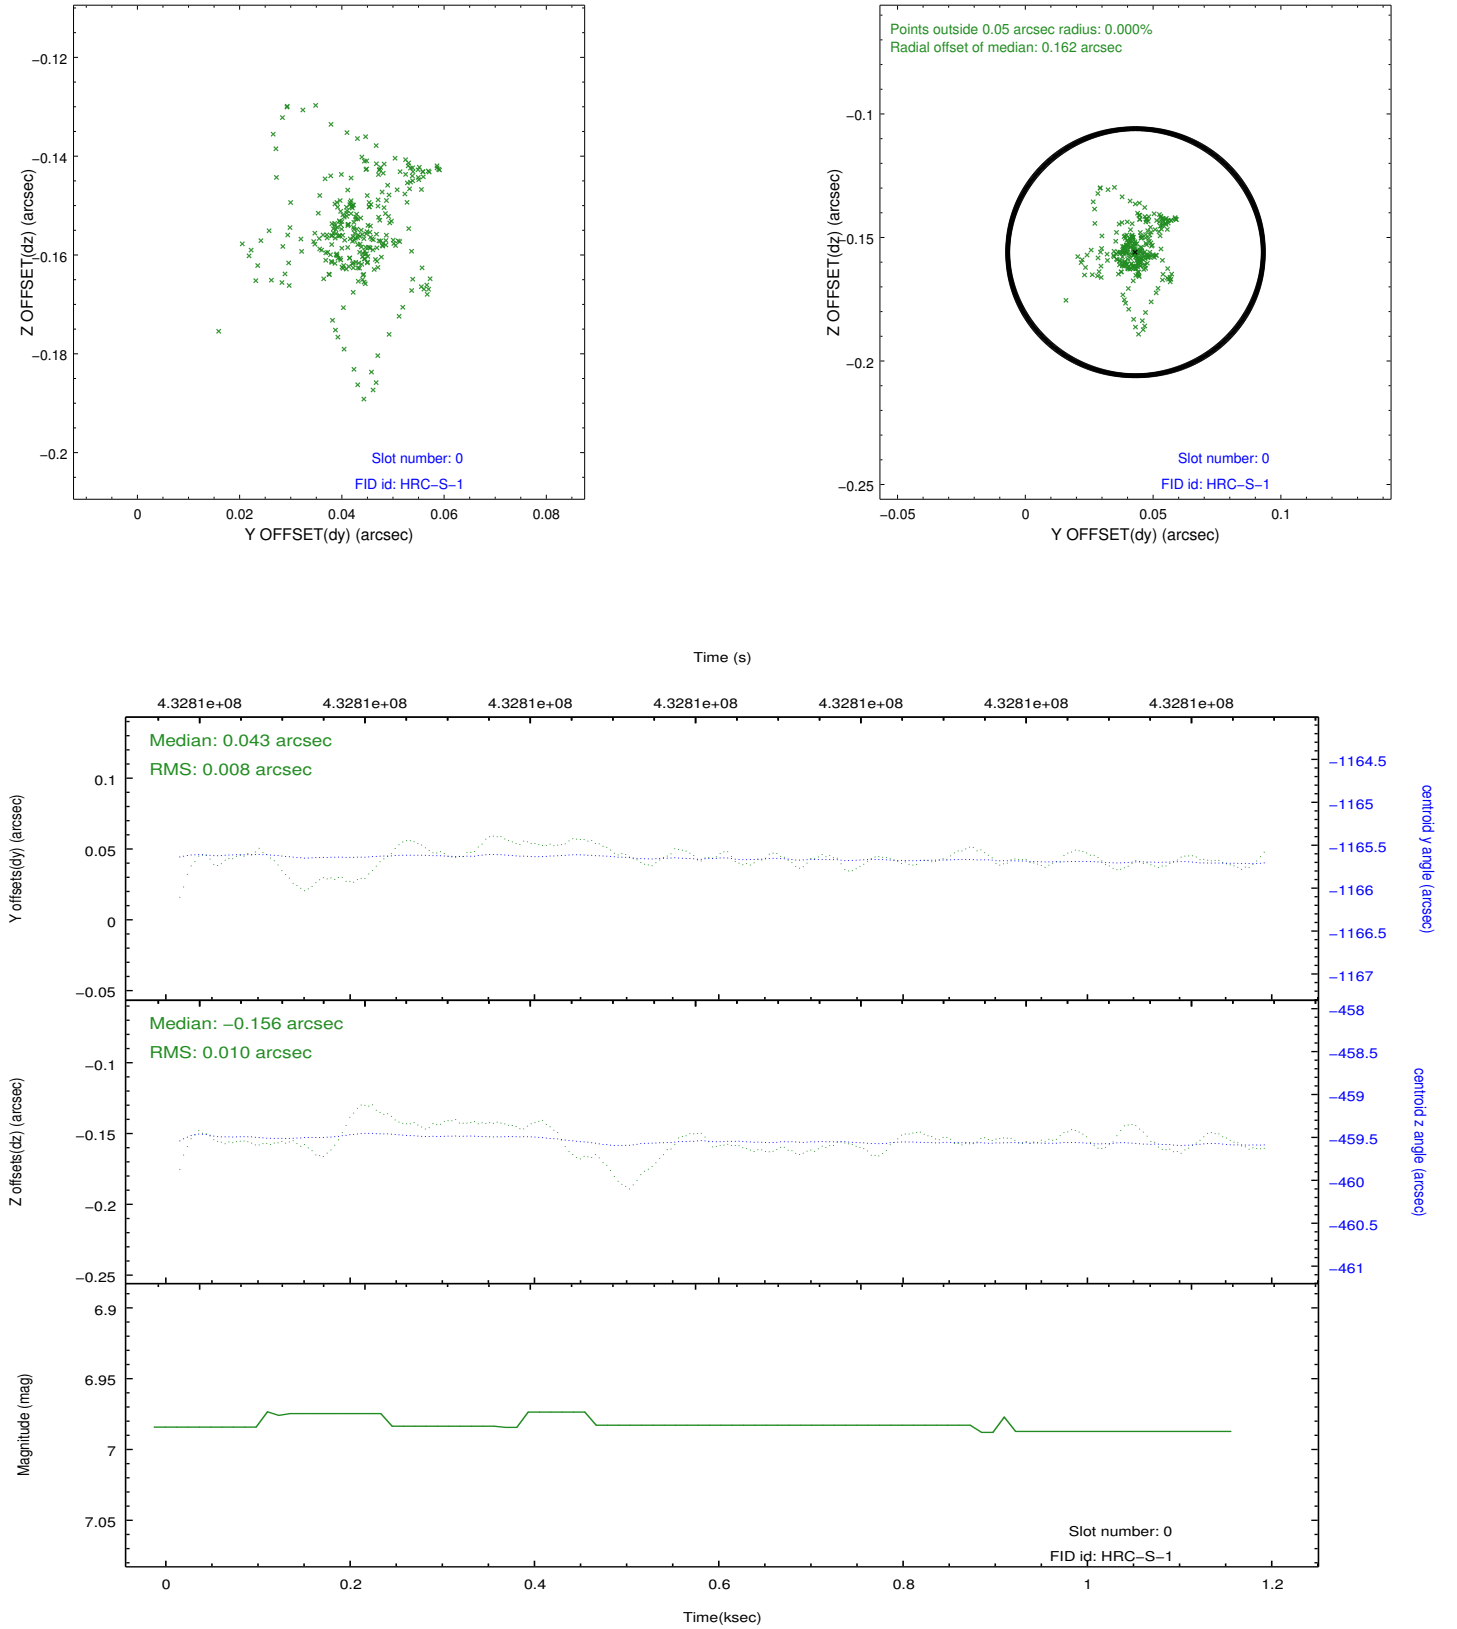 −0.12
−0.14
−0.16
−0.18
−0.2
Z OFFSET(dz) (arcsec)
Slot number: 0
FID id: HRC−S−1
0 0.02 0.04 0.06 0.08
Y OFFSET(dy) (arcsec)
Points outside 0.05 arcsec radius: 0.000%
Radial offset of median: 0.162 arcsec
−0.1
−0.15
−0.2
−0.25
Z OFFSET(dz) (arcsec)
Slot number: 0
FID id: HRC−S−1
−0.05 0 0.05 0.1
Y OFFSET(dy) (arcsec)
Time (s)
4.3281e+08 4.3281e+08 4.3281e+08 4.3281e+08 4.3281e+08 4.3281e+08 4.3281e+08
Median: 0.043 arcsec
RMS: 0.008 arcsec
0.1
0.05
0
−0.05
Y offsets(dy) (arcsec)
−1164.5
−1165
−1165.5
−1166
−1166.5
−1167
centroid y angle (arcsec)
Median: −0.156 arcsec
RMS: 0.010 arcsec
−0.1
−0.15
−0.2
−0.25
Z offsets(dz) (arcsec)
−458
−458.5
−459
−459.5
−460
−460.5
−461
centroid z angle (arcsec)
6.9
6.95
7
7.05
Magnitude (mag)
Slot number: 0
FID id: HRC−S−1
0 0.2 0.4 0.6 0.8 1 1.2
Time(ksec)